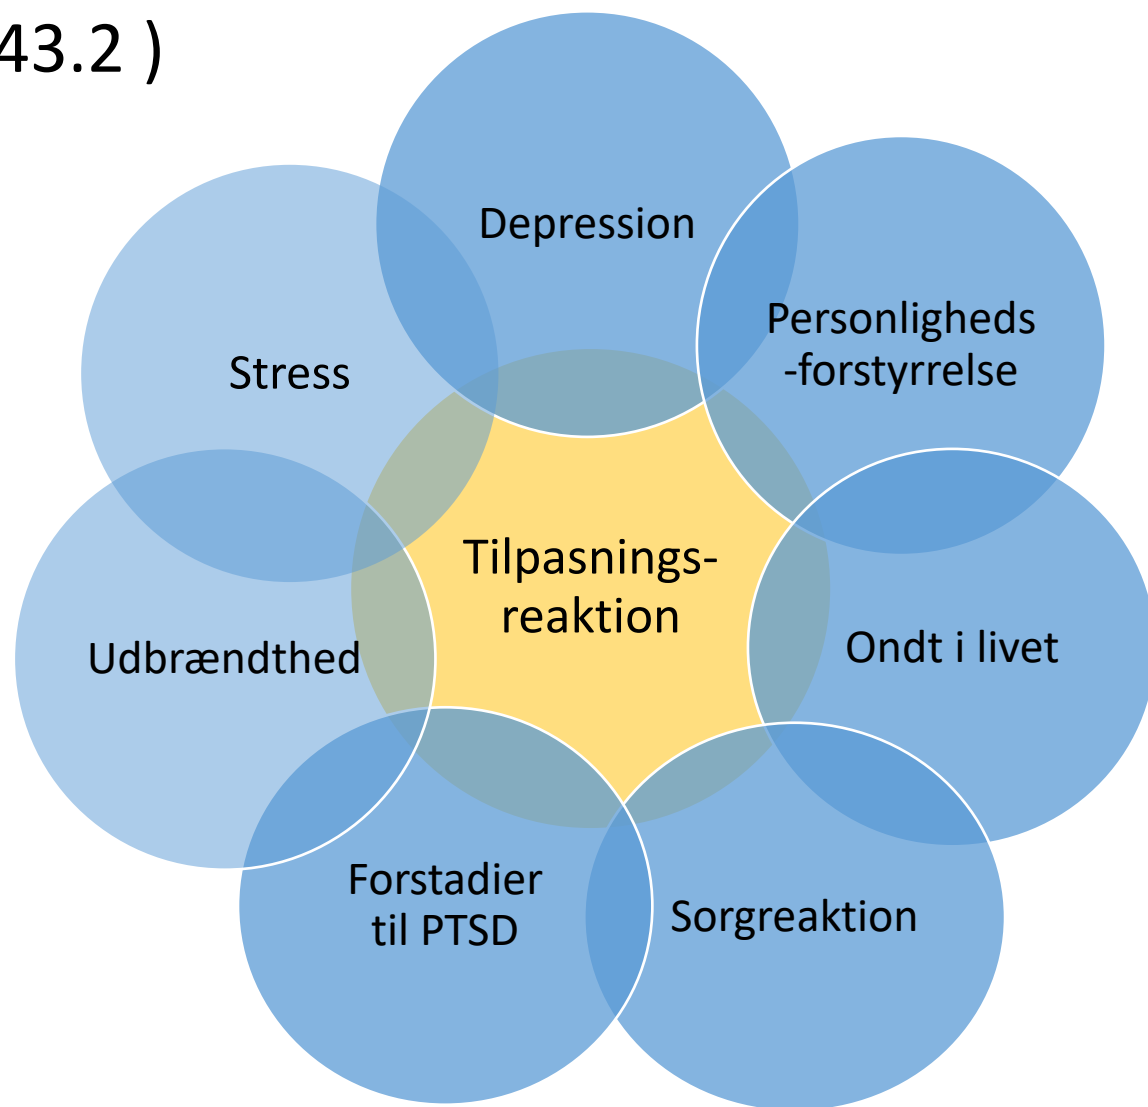 43.2 )
Depression
Personligheds
-forstyrrelse
Stress
Tilpasnings-
reaktion
Ondt i livet
Udbrændthed
Forstadier
til PTSD
Sorgreaktion